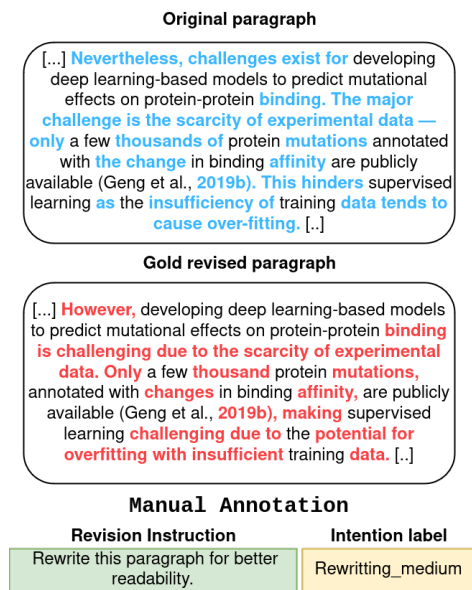 Original paragraph
[...] Nevertheless, challenges exist for developing
deep learning-based models to predict mutational
effects on protein-protein binding. The major
challenge is the scarcity of experimental data —
only a few thousands of protein mutations annotated
with the change in binding affinity are publicly
available (Geng et al., 2019b). This hinders supervised
learning as the insufficiency of training data tends to
cause over-fitting. [..]
Gold revised paragraph
[...] However, developing deep learning-based models
to predict mutational effects on protein-protein binding
is challenging due to the scarcity of experimental
data. Only a few thousand protein mutations,
annotated with changes in binding affinity, are publicly
available (Geng et al., 2019b), making supervised
learning challenging due to the potential for
overfitting with insufficient training data. [..]
Manual Annotation
Revision Instruction
Intention label
Rewrite this paragraph for better
readability.
Rewritting_medium